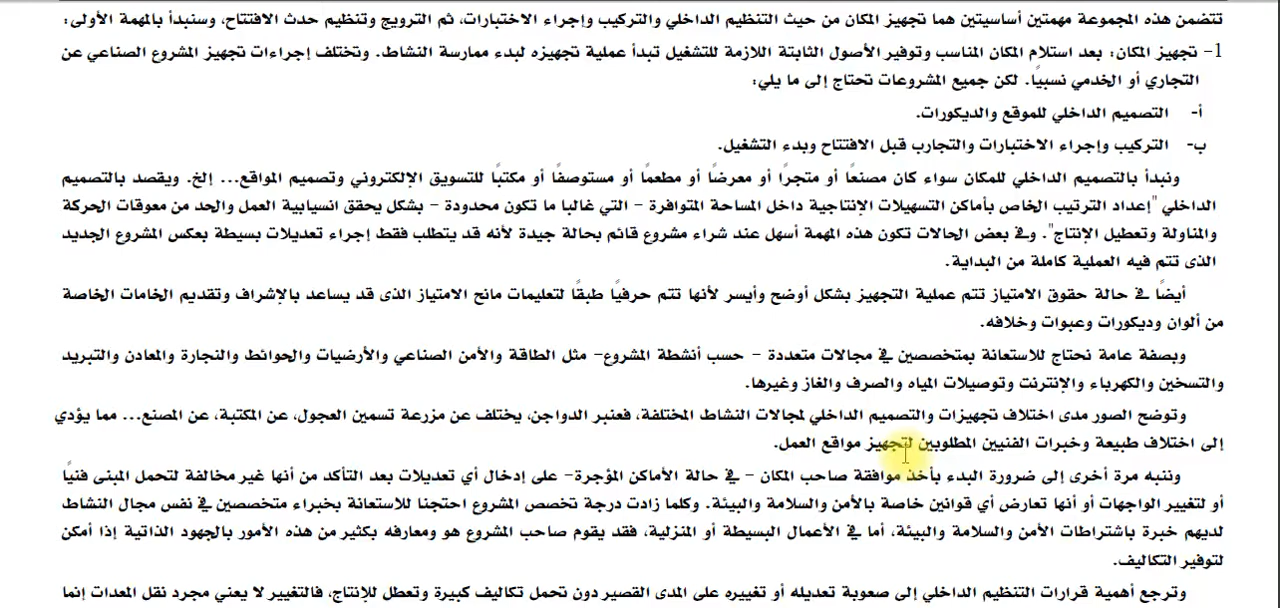 تتضمن هذه المجموعة مهمتين أساسيتين هما تجهيز المكان من حيث التنظيم الداخلي والتركيب وإجراء الاختبارات، ثم الترويج وتنظيم حدث الافتتاح، وسنبدأ بالمهمة الأولى:
1- تجهيز المكان: بعد استلام المكان المناسب وتوفير الأصول الثابتة اللازمة للتشغيل تبدأ عملية تجهيزه لبدء ممارسة النشاط. وتختلف إجراءات تجهيز المشروع الصناعي عن
التجاري أو الخدمي نسبيًا. لكن جميع المشروعات تحتاج إلى ما يلي:
أ- التصميم الداخلي للموقع والديكورات.
ب- التركيب وإجراء الاختبارات والتجارب قبل الافتتاح وبدء التشغيل.
ونبدأ بالتصميم الداخلي للمكان سواء كان مصنعًا أو متجرًا أو معرضًا أو مطعمًا أو مستوصفًا أو مكتبًا للتسويق الإلكتروني وتصميم المواقع... إلخ. ويقصد بالتصميم
الداخلي "إعداد الترتيب الخاص بأماكن التسهيلات الإنتاجية داخل المساحة المتوافرة - التي غالبا ما تكون محدودة - بشكل يحقق انسيابية العمل والحد من معوقات الحركة
والمناولة وتعطيل الإنتاج". وفي بعض الحالات تكون هذه المهمة أسهل عند شراء مشروع قائم بحالة جيدة لأنه قد يتطلب فقط إجراء تعديلات بسيطة بعكس المشروع الجديد
الذى تتم فيه العملية كاملة من البداية.
أيضًا في حالة حقوق الامتياز تتم عملية التجهيز بشكل أوضح وأيسر لأنها تتم حرفيًا طبقًا لتعليمات مانح الامتياز الذى قد يساعد بالإشراف وتقديم الخامات الخاصة
من ألوان وديكورات وعبوات وخلافه.
وبصفة عامة نحتاج للاستعانة بمتخصصين في مجالات متعددة - حسب أنشطة المشروع- مثل الطاقة والأمن الصناعي والأرضيات والحوائط والنجارة والمعادن والتبريد
والتسخين والكهرباء والإنترنت وتوصيلات المياه والصرف والغاز وغيرها.
وتوضح الصور مدى اختلاف تجهيزات والتصميم الداخلي لمجالات النشاط المختلفة، فعنبر الدواجن، يختلف عن مزرعة تسمين العجول، عن المكتبة، عن المصنع... مما يؤدي
إلى اختلاف طبيعة وخبرات الفنيين المطلوبين لتجهيز مواقع العمل.
وننبه مرة أخرى إلى ضرورة البدء بأخذ موافقة صاحب المكان - في حالة الأماكن المؤجرة- على إدخال أي تعديلات بعد التأكد من أنها غير مخالفة لتحمل المبنى فنيًا
أو لتغيير الواجهات أو أنها تعارض أي قوانين خاصة بالأمن والسلامة والبيئة. وكلما زادت درجة تخصص المشروع احتجنا للاستعانة بخبراء متخصصين في نفس مجال النشاط
لديهم خبرة باشتراطات الأمن والسلامة والبيئة، أما في الأعمال البسيطة أو المنزلية، فقد يقوم صاحب المشروع هو ومعارفه بكثير من هذه الأمور بالجهود الذاتية إذا أمكن
لتوفير التكاليف.
وترجع أهمية قرارات التنظيم الداخلي إلى صعوبة تعديله أو تغييره على المدى القصير دون تحمل تكاليف كبيرة وتعطل للإنتاج، فالتغيير لا يعني مجرد نقل المعدات إنما